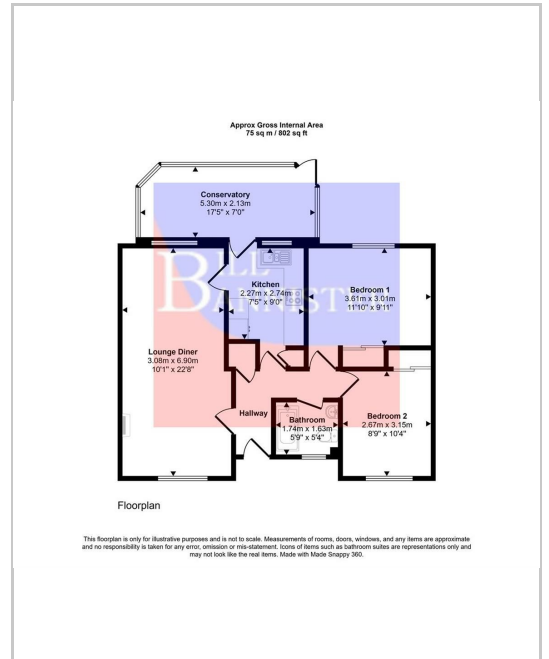 Approx Gross Internal Area
75 sq m / 802 sq ft
Conservatory
5.30m x 2.13m
17'5" x 7'0"
BILL
BANNISTER
Kitchen
2.27m x 2.74m
7'5" x 9'0"
Bedroom 1
3.61m x 3.01m
11'10" x 9'11"
Lounge Diner
3.08m x 6.90m
10'1" x 22'8"
Hallway
Bathroom
1.74m x 1.63m
5'9" x 5'4"
Bedroom 2
2.67m x 3.15m
8'9" x 10'4"
Floorplan
This floorplan is only for illustrative purposes and is not to scale. Measurements of rooms, doors, windows, and any items are approximate
and no responsibility is taken for any error, omission or mis-statement. Icons of items such as bathroom suites are representations only and
may not look like the real items. Made with Made Snappy 360.